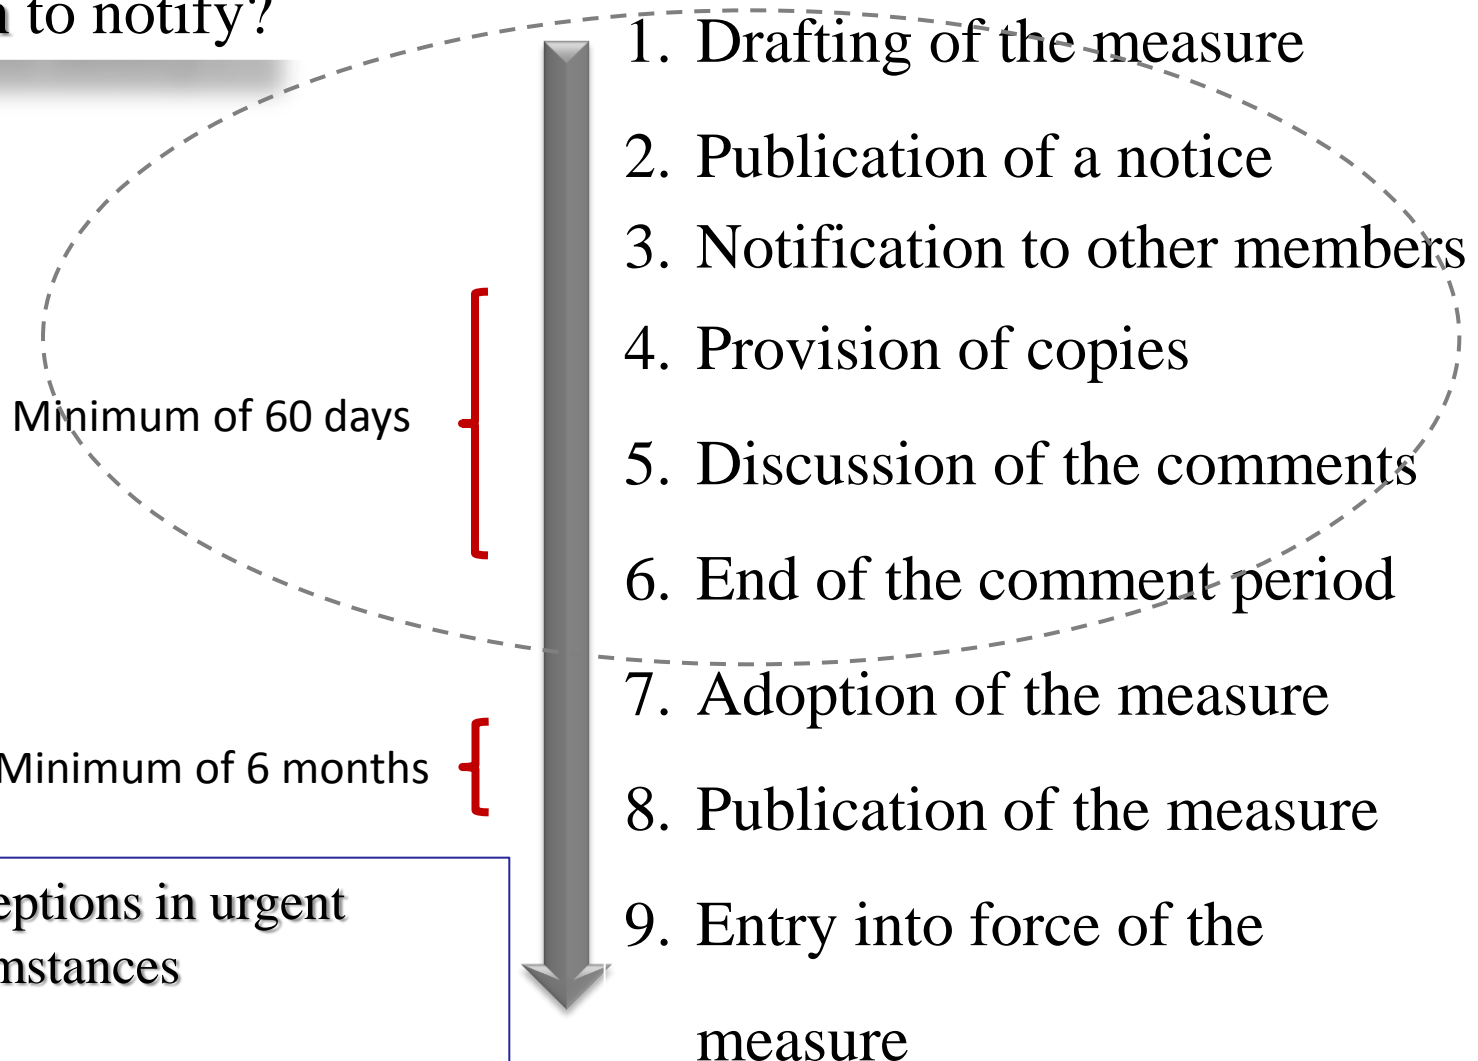 to notify?
1. Drafting of the measure
2. Publication of a notice
3. Notification to other members
4. Provision of copies
Minimum of 60 days
5. Discussion of the comments
6. End of the comment period
7. Adoption of the measure
Minimum of 6 months
8. Publication of the measure
eptions in urgent
mstances
9. Entry into force of the
measure